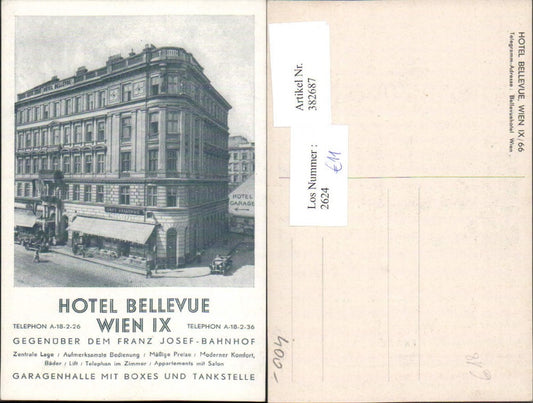 HOTEL BELLEVUE
HOTEL
GARAGE
HOTEL BELLEVUE
WIEN IX
TELEPHON A-18-2-26
TELEPHON A-18-2-36
GEGENÜBER DEM FRANZ JOSEF-BAHNHOF
Zentrale Lage : Aufmerksamste Bedienung : Mäßige Preise : Moderner Komfort,
Bäder : Lift : Telephon im Zimmer : Appartements mit Salon
GARAGENHALLE MIT BOXES UND TANKSTELLE
Artikel Nr.
382687
Los Nummer :
2624
€11
HOTEL BELLEVUE, WIEN IX/66
Telegramm-Adresse : Bellevuehotel Wien
400.-
618